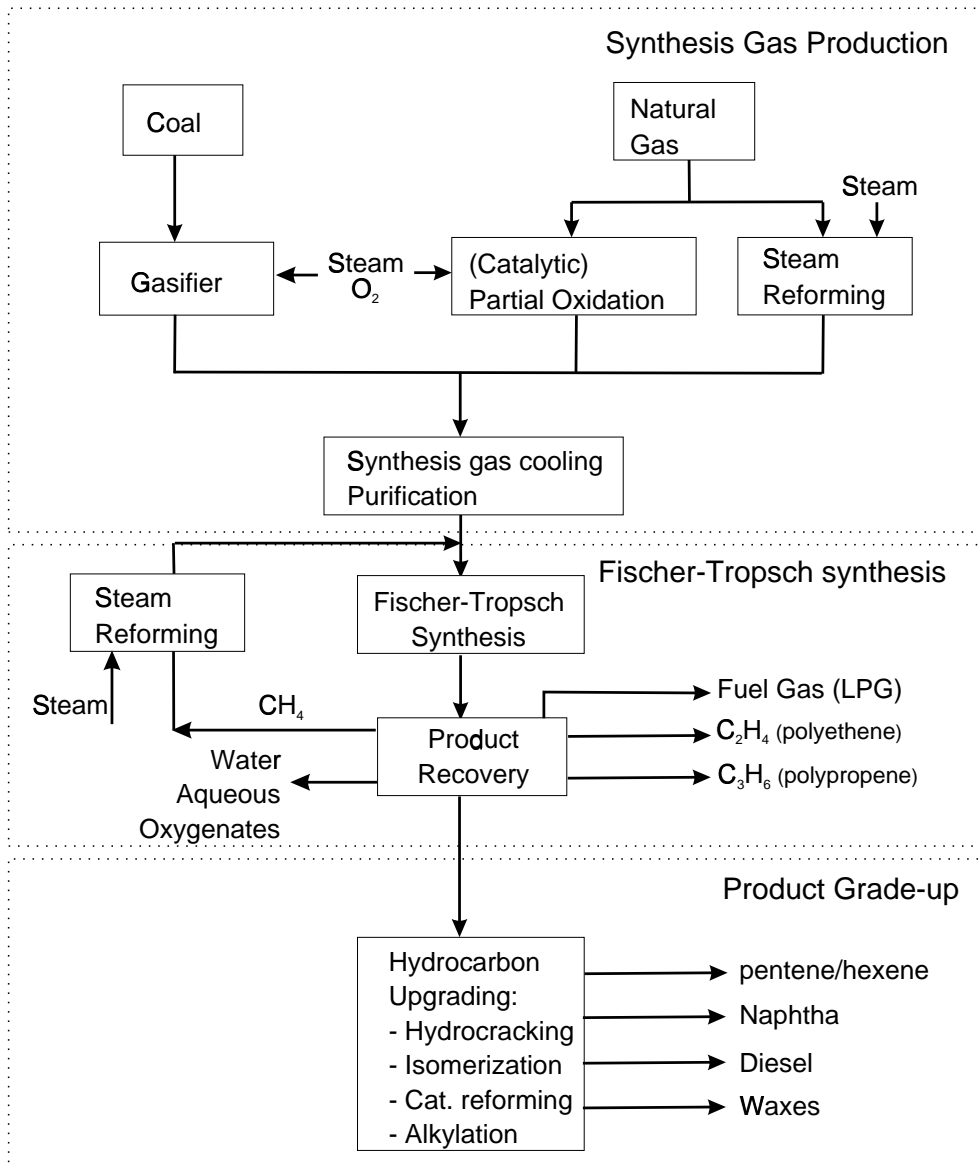 Synthesis Gas Production
Coal
Natural
Gas
Steam
Gasifier
Steam
O₂
(Catalytic)
Partial Oxidation
Steam
Reforming
Synthesis gas cooling
Purification
Fischer-Tropsch synthesis
Steam
Reforming
Fischer-Tropsch
Synthesis
Steam
CH₄
Product
Recovery
Fuel Gas (LPG)
C₂H₄ (polyethene)
C₃H₆ (polypropene)
Water
Aqueous
Oxygenates
Product Grade-up
Hydrocarbon
Upgrading:
- Hydrocracking
- Isomerization
- Cat. reforming
- Alkylation
pentene/hexene
Naphtha
Diesel
Waxes